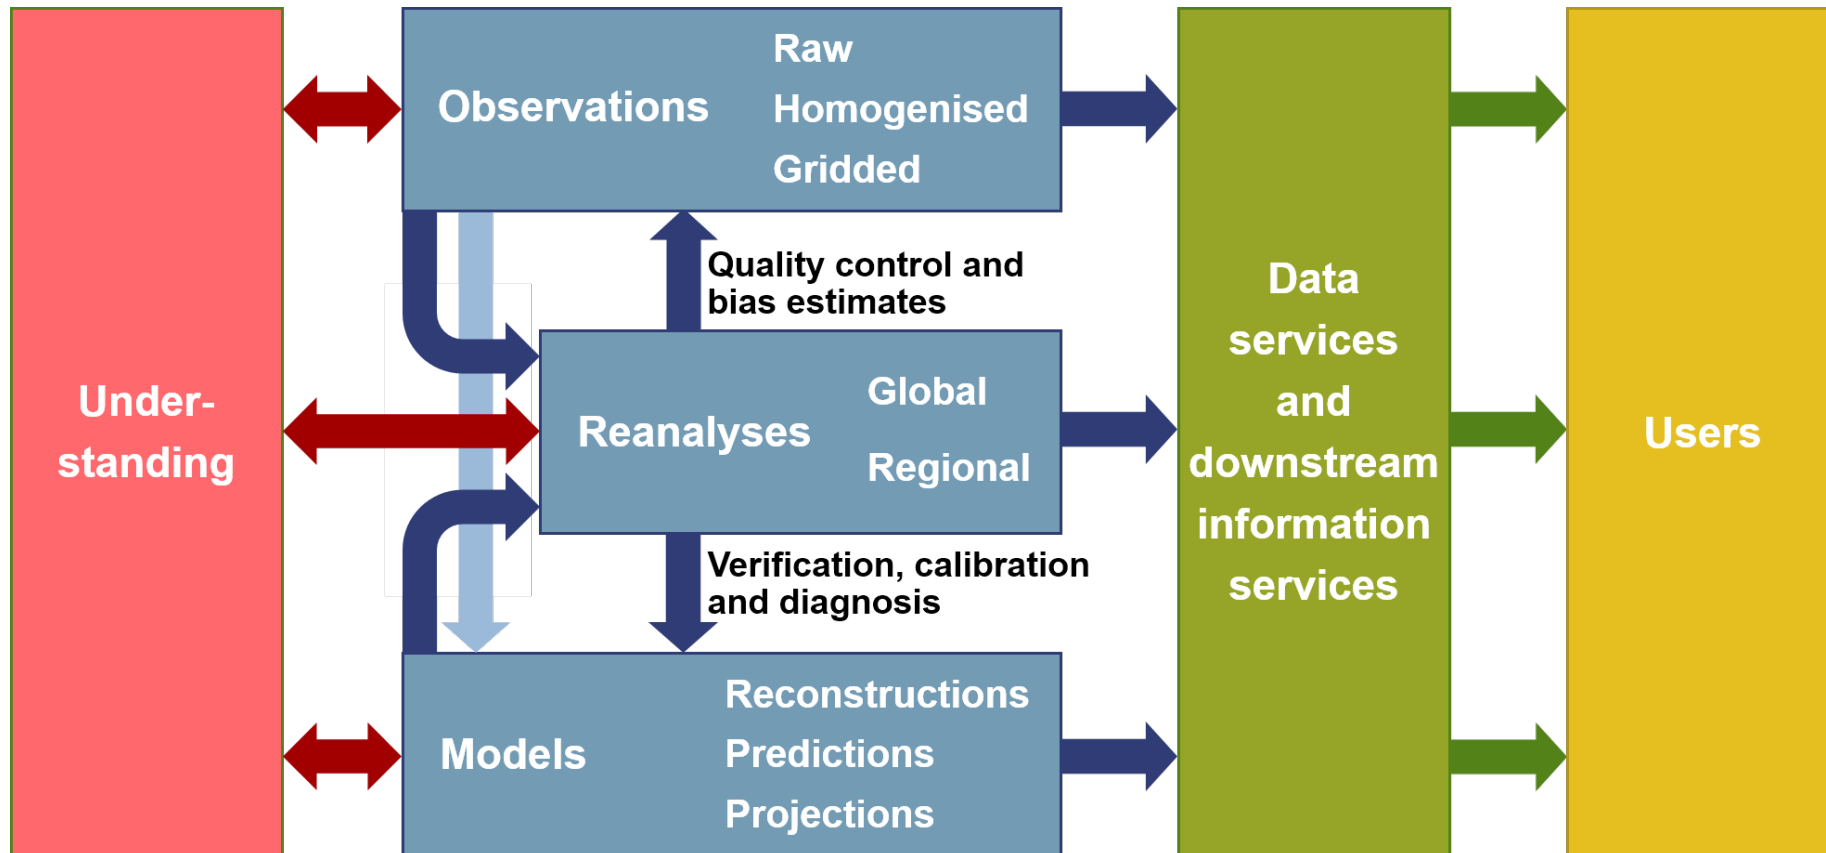 Under-
standing
Observations
Raw
Homogenised
Gridded
Quality control and
bias estimates
Reanalyses
Global
Regional
Verification, calibration
and diagnosis
Models
Reconstructions
Predictions
Projections
Data
services
and
downstream
information
services
Users